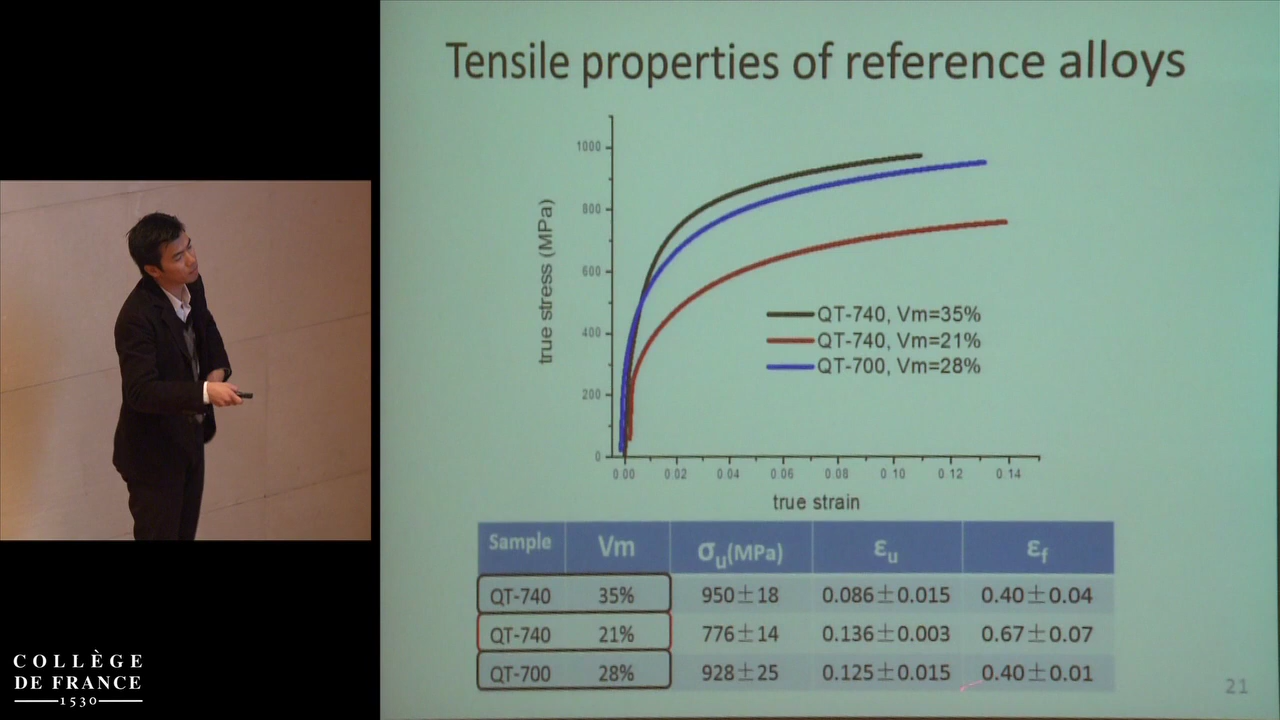 Tensile properties of reference alloys
1000
800
600
400
200
0
true stress (MPa)
QT-740, Vm=35%
QT-740, Vm=21%
QT-700, Vm=28%
0.00 0.02 0.04 0.06 0.08 0.10 0.12 0.14
true strain
Sample Vm σu(MPa) εu εf
QT-740 35% 950±18 0.086±0.015 0.40±0.04
QT-740 21% 776±14 0.136±0.003 0.67±0.07
QT-700 28% 928±25 0.125±0.015 0.40±0.01
21
COLLÈGE
DE FRANCE
1530